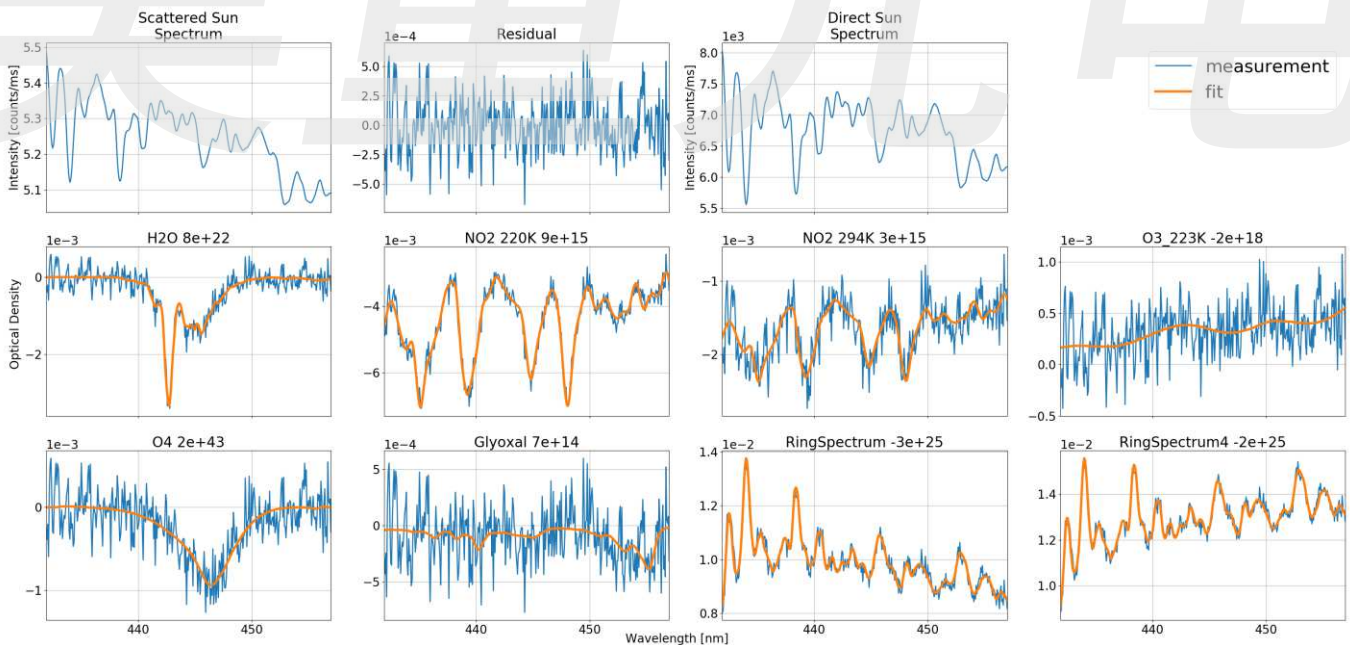 Scattered Sun
Spectrum
Intensity [counts/ms]
5.5
5.4
5.3
5.2
5.1
1e−4
Residual
5.0
2.5
0.0
−2.5
−5.0
1e3
Direct Sun
Spectrum
Intensity [counts/ms]
8.0
7.5
7.0
6.5
6.0
5.5
measurement
fit
Optical Density
1e−3
H2O 8e+22
0
−2
1e−3
NO2 220K 9e+15
−4
−6
1e−3
NO2 294K 3e+15
−1
−2
1e−3
O3_223K -2e+18
1.0
0.5
0.0
−0.5
1e−3
O4 2e+43
0
−1
440
450
1e−4
Glyoxal 7e+14
5
0
−5
440
450
1e−2
RingSpectrum -3e+25
1.4
1.2
1.0
0.8
440
450
1e−2
RingSpectrum4 -2e+25
1.4
1.2
1.0
440
450
Wavelength [nm]